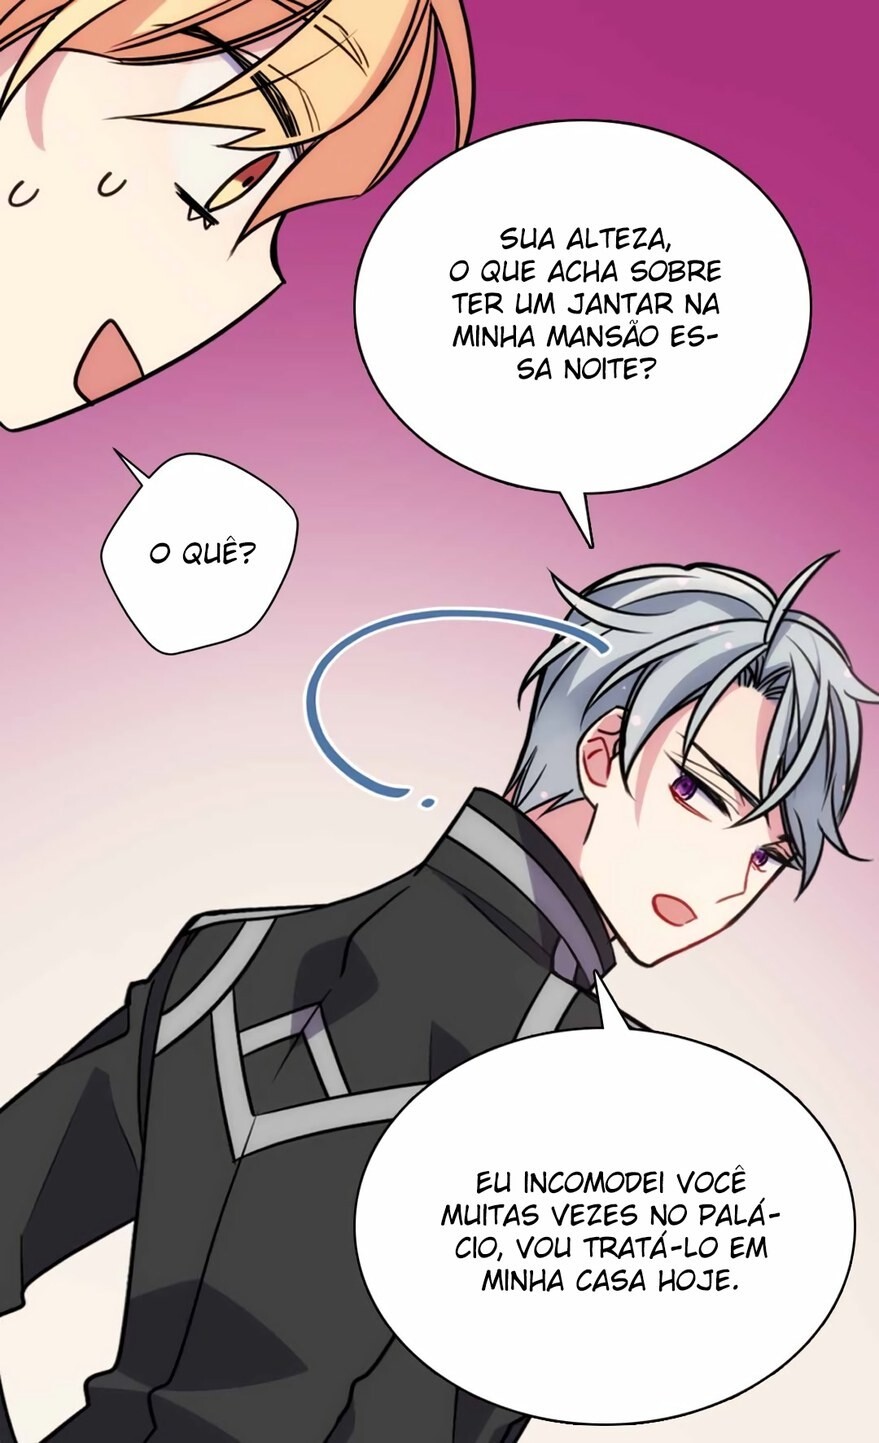 SUA ALTEZA,
O QUE ACHA SOBRE
TER UM JANTAR NA
MINHA MANSÃO ES-
SA NOITE?
O QUÊ?
EU INCOMODEI VOCÊ
MUITAS VEZES NO PALÁ-
CIO, VOU TRATÁ-LO EM
MINHA CASA HOJE.